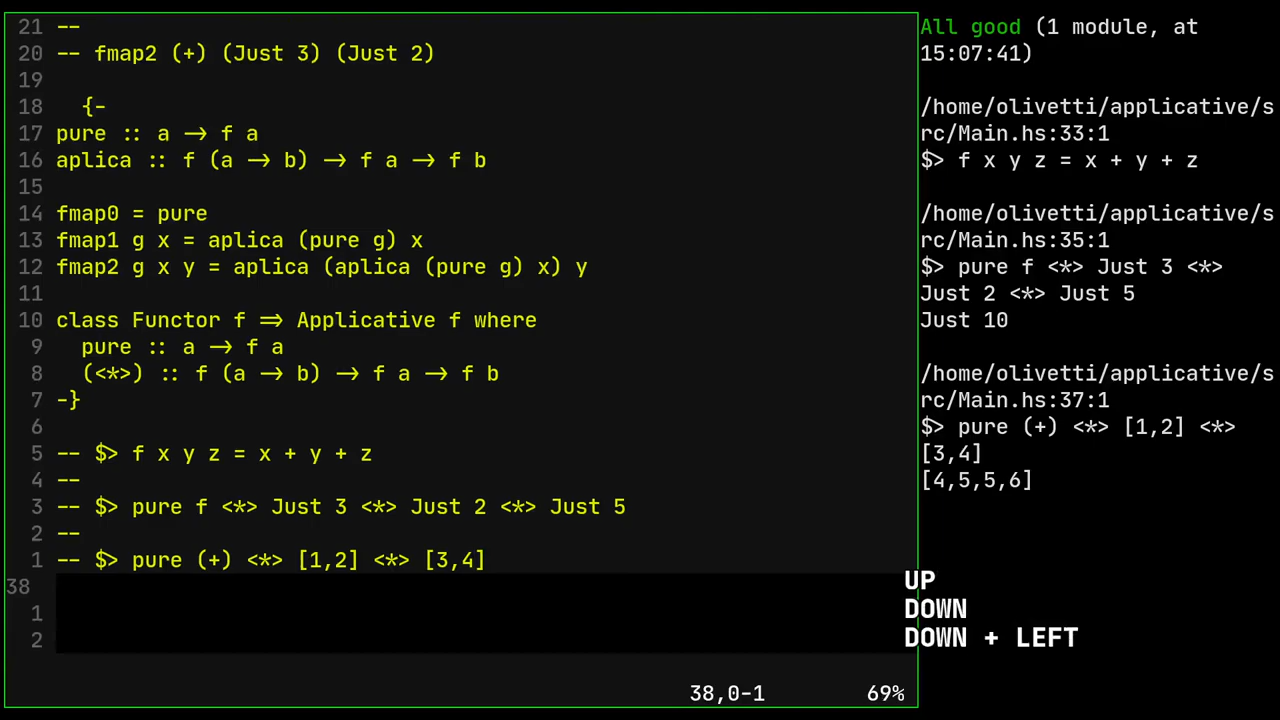 21 --
20 -- fmap2 (+) (Just 3) (Just 2)
19
18   {-
17 pure :: a → f a
16 aplica :: f (a → b) → f a → f b
15
14 fmap0 = pure
13 fmap1 g x = aplica (pure g) x
12 fmap2 g x y = aplica (aplica (pure g) x) y
11
10 class Functor f ⇒ Applicative f where
9   pure :: a → f a
8   (<*>) :: f (a → b) → f a → f b
7 -}
6
5 -- $> f x y z = x + y + z
4 --
3 -- $> pure f <*> Just 3 <*> Just 2 <*> Just 5
2 --
1 -- $> pure (+) <*> [1,2] <*> [3,4]
38
1
2
38,0-1 69%
All good (1 module, at
15:07:41)
/home/olivetti/applicative/s
rc/Main.hs:33:1
$> f x y z = x + y + z
/home/olivetti/applicative/s
rc/Main.hs:35:1
$> pure f <*> Just 3 <*>
Just 2 <*> Just 5
Just 10
/home/olivetti/applicative/s
rc/Main.hs:37:1
$> pure (+) <*> [1,2] <*>
[3,4]
[4,5,5,6]
UP
DOWN
DOWN + LEFT